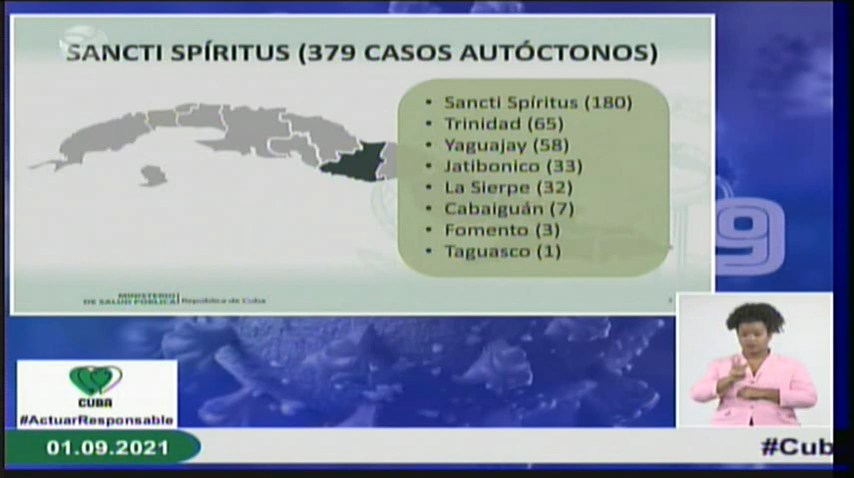 SANCTI SPÍRITUS (379 CASOS AUTÓCTONOS)
• Sancti Spíritus (180)
• Trinidad (65)
• Yaguajay (58)
• Jatibonico (33)
• La Sierpe (32)
• Cabaiguán (7)
• Fomento (3)
• Taguasco (1)
9
MINISTERIO
DE SALUD PÚBLICA República de Cuba
CUBA
#ActuarResponsable
01.09.2021
#Cub